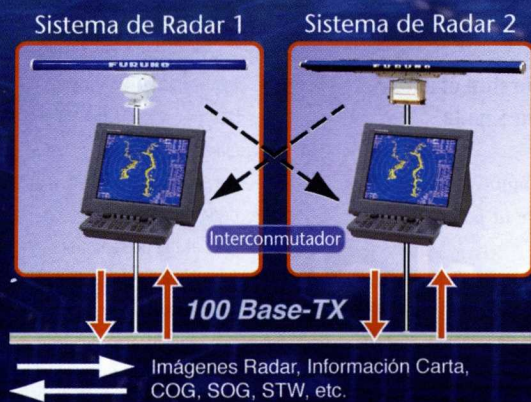 Sistema de Radar 1
Sistema de Radar 2
FURUNO
FURUNO
Interconmutador
100 Base-TX
Imágenes Radar, Información Carta,
COG, SOG, STW, etc.